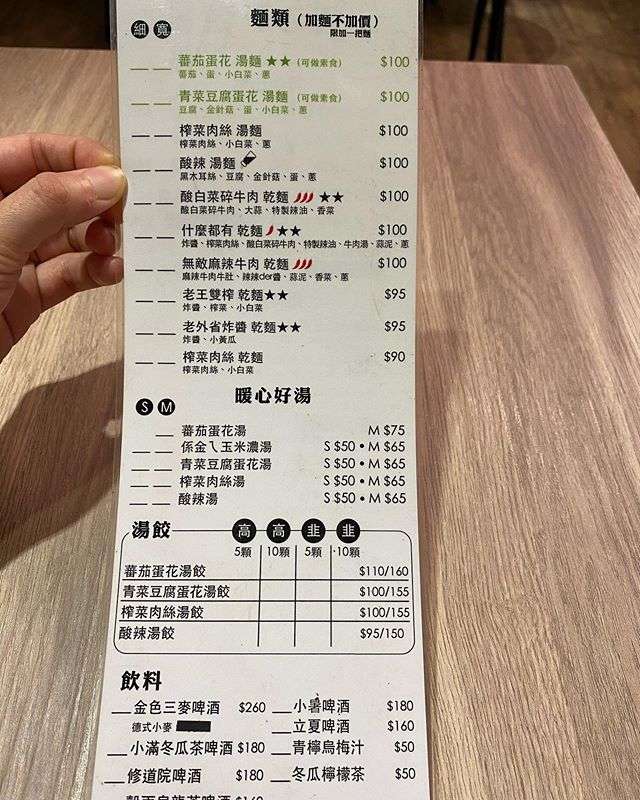 細 寬 麵類 (加麵不加價)
限加一把麵
蕃茄蛋花 湯麵 ★★ (可做素食) $100
蕃茄、蛋、小白菜、蔥
青菜豆腐蛋花 湯麵 (可做素食) $100
豆腐、金針菇、蛋、小白菜、蔥
榨菜肉絲 湯麵 $100
榨菜肉絲、小白菜、蔥
酸辣 湯麵 $100
黑木耳絲、豆腐、金針菇、蛋、蔥
酸白菜碎牛肉 乾麵 ★★ $100
酸白菜碎牛肉、大蒜、特製辣油、香菜
什麼都有 乾麵 ★★ $100
炸醬、榨菜肉絲、酸白菜碎牛肉、特製辣油、牛肉湯、蒜泥、蔥
無敵麻辣牛肉 乾麵 $100
麻辣牛肉牛肚、辣辣der醬、蒜泥、香菜、蔥
老王雙榨 乾麵★★ $95
炸醬、榨菜、小白菜
老外省炸醬 乾麵★★ $95
炸醬、小黃瓜
榨菜肉絲 乾麵 $90
榨菜肉絲、小白菜
S M 暖心好湯
蕃茄蛋花湯 M $75
係金ㄟ玉米濃湯 S $50 • M $65
青菜豆腐蛋花湯 S $50 • M $65
榨菜肉絲湯 S $50 • M $65
酸辣湯 S $50 • M $65
湯餃 高 高 韭 韭
5顆 10顆 5顆 10顆
蕃茄蛋花湯餃 $110/160
青菜豆腐蛋花湯餃 $100/155
榨菜肉絲湯餃 $100/155
酸辣湯餃 $95/150
飲料
金色三麥啤酒 $260 小暑啤酒 $180
德式小麥 立夏啤酒 $160
小滿冬瓜茶啤酒 $180 青檸烏梅汁 $50
修道院啤酒 $180 冬瓜檸檬茶 $50
穀雨烏龍茶啤酒 $160